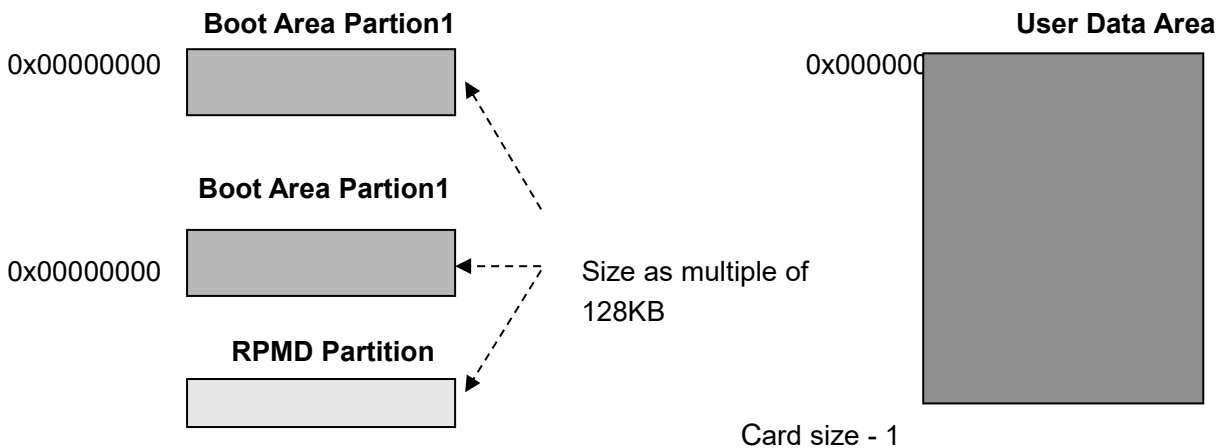 Boot Area Partion1
User Data Area
0x00000000
0x000000
Boot Area Partion1
0x00000000
Size as multiple of
128KB
RPMD Partition
Card size - 1